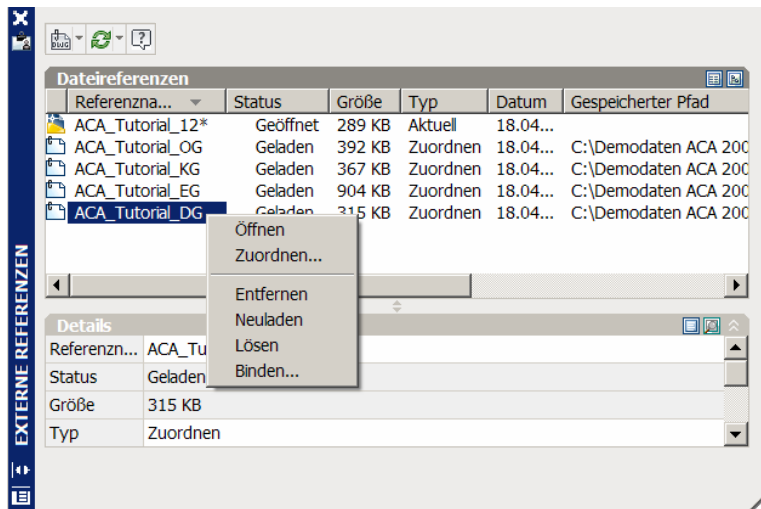 DWG
Dateireferenzen
Referenzna... Status Größe Typ Datum Gespeicherter Pfad
ACA_Tutorial_12* Geöffnet 289 KB Aktuell 18.04...
ACA_Tutorial_OG Geladen 392 KB Zuordnen 18.04... C:\Demodaten ACA 200
ACA_Tutorial_KG Geladen 367 KB Zuordnen 18.04... C:\Demodaten ACA 200
ACA_Tutorial_EG Geladen 904 KB Zuordnen 18.04... C:\Demodaten ACA 200
ACA_Tutorial_DG Geladen 315 KB Zuordnen 18.04... C:\Demodaten ACA 200
Öffnen
Zuordnen...
Entfernen
Neuladen
Lösen
Binden...
Details
Referenzn... ACA_Tu
Status Geladen
Größe 315 KB
Typ Zuordnen
EXTERNE REFERENZEN